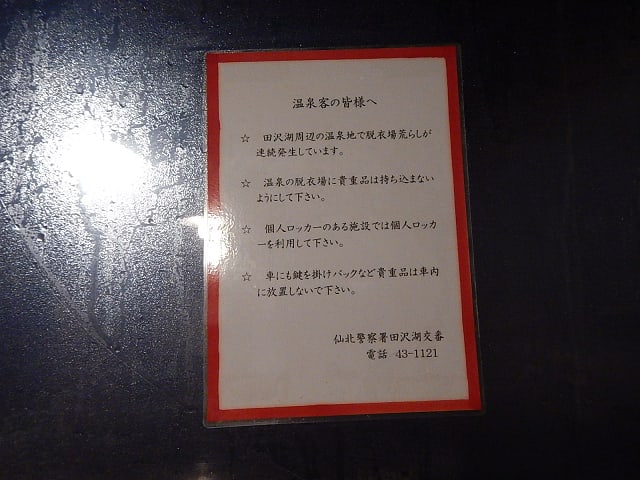 温泉客の皆様へ
☆ 田沢湖周辺の温泉地で脱衣場荒らしが
連続発生しています。
☆ 温泉の脱衣場に貴重品は持ち込まない
ようにして下さい。
☆ 個人ロッカーのある施設では個人ロッカ
ーを利用して下さい。
☆ 車にも鍵を掛けバックなど貴重品は車内
に放置しないで下さい。
仙北警察署田沢湖交番
電話 43-1121